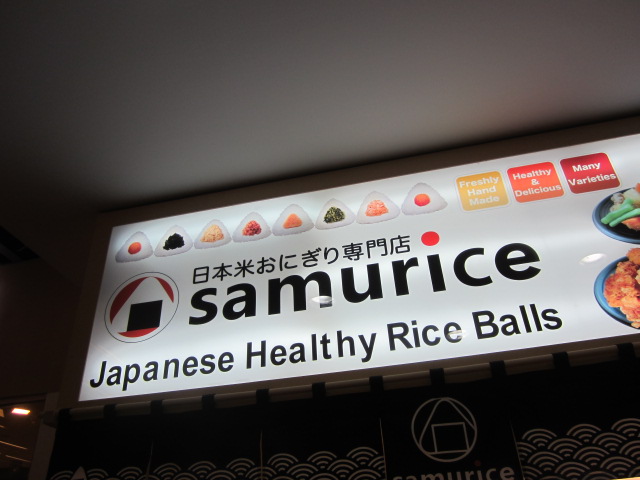 Freshly
Hand
Made
Healthy
&
Delicious
Many
Varieties
日本米おにぎり専門店
samurice
Japanese Healthy Rice Balls
samurice